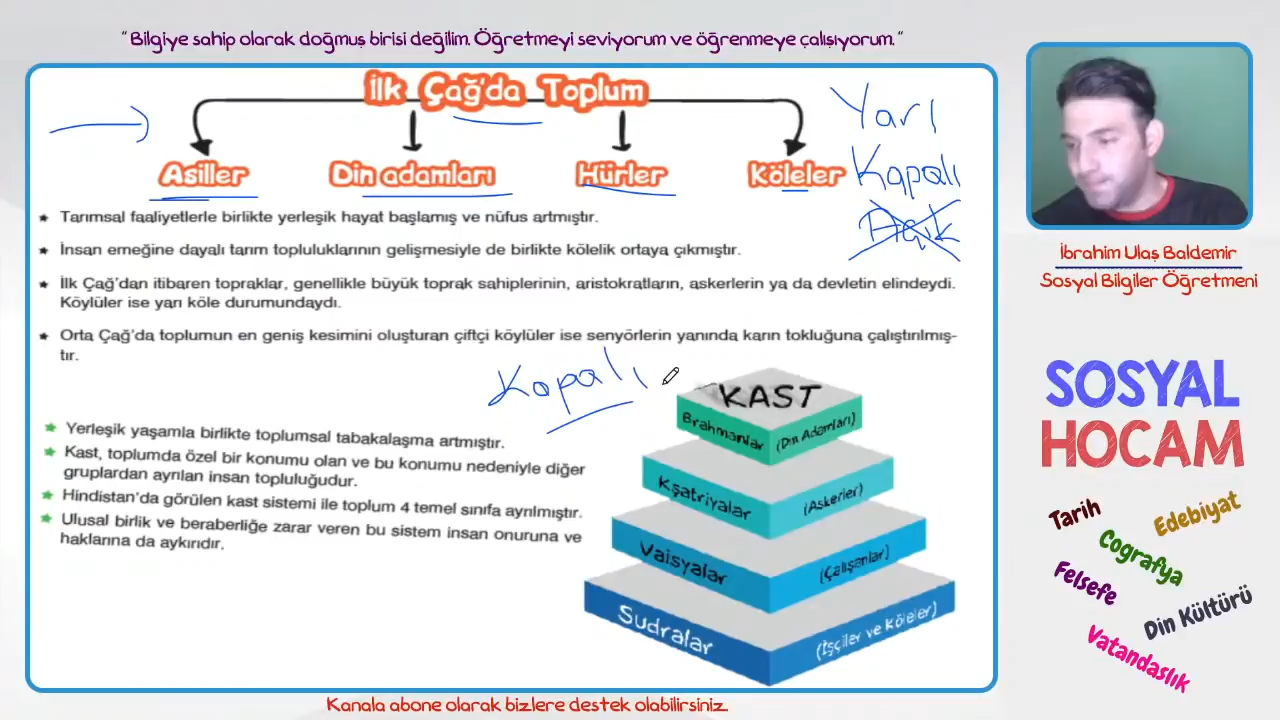 “ Bilgiye sahip olarak doğmuş birisi değilim. Öğretmeyi seviyorum ve öğrenmeye çalışıyorum. ”
İlk Çağ'da Toplum
Asiller
Din adamları
Hürler
Köleler
Yarı
Kapalı
Açık
Tarımsal faaliyetlerle birlikte yerleşik hayat başlamış ve nüfus artmıştır.
İnsan emeğine dayalı tarım topluluklarının gelişmesiyle de birlikte kölelik ortaya çıkmıştır.
İlk Çağ'dan itibaren topraklar, genellikle büyük toprak sahiplerinin, aristokratların, askerlerin ya da devletin elindeydi.
Köylüler ise yarı köle durumundaydı.
Orta Çağ'da toplumun en geniş kesimini oluşturan çiftçi köylüler ise senyörlerin yanında karın tokluğuna çalıştırılmış-
tır.
Kapalı
Yerleşik yaşamla birlikte toplumsal tabakalaşma artmıştır.
Kast, toplumda özel bir konumu olan ve bu konumu nedeniyle diğer
gruplardan ayrılan insan topluluğudur.
Hindistan'da görülen kast sistemi ile toplum 4 temel sınıfa ayrılmıştır.
Ulusal birlik ve beraberliğe zarar veren bu sistem insan onuruna ve
haklarına da aykırıdır.
KAST
Brahmanlar (Din Adamları)
Kşatriyalar (Askerler)
Vaisyalar (Çalışanlar)
Sudralar (İşçiler ve Köleler)
İbrahim Ulaş Baldemir
Sosyal Bilgiler Öğretmeni
SOSYAL
HOCAM
Tarih
Edebiyat
Coğrafya
Felsefe
Din Kültürü
Vatandaşlık
Kanala abone olarak bizlere destek olabilirsiniz.